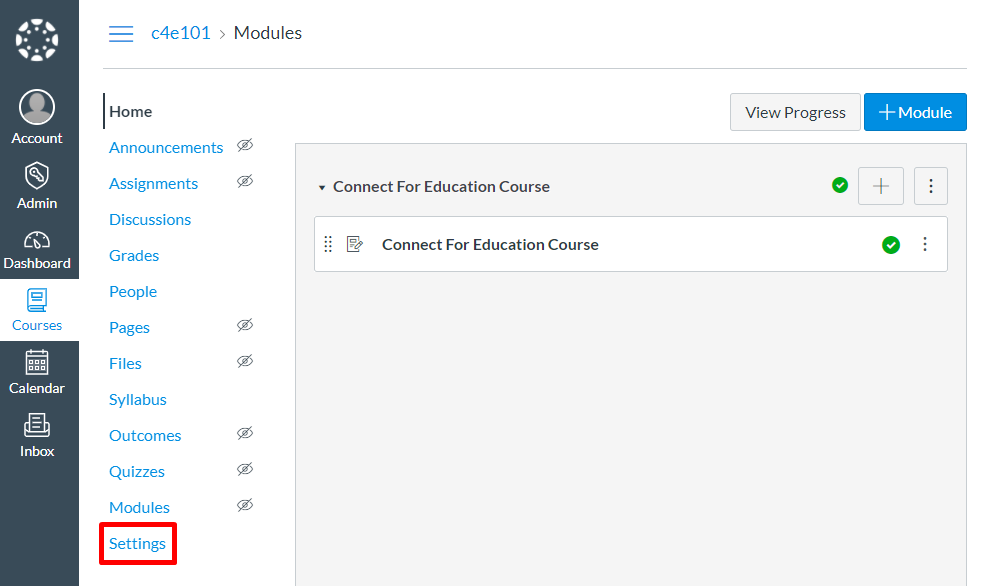 c4e101 > Modules
Account
Admin
Dashboard
Courses
Calendar
Inbox
Home
Announcements
Assignments
Discussions
Grades
People
Pages
Files
Syllabus
Outcomes
Quizzes
Modules
Settings
View Progress
+ Module
Connect For Education Course
Connect For Education Course